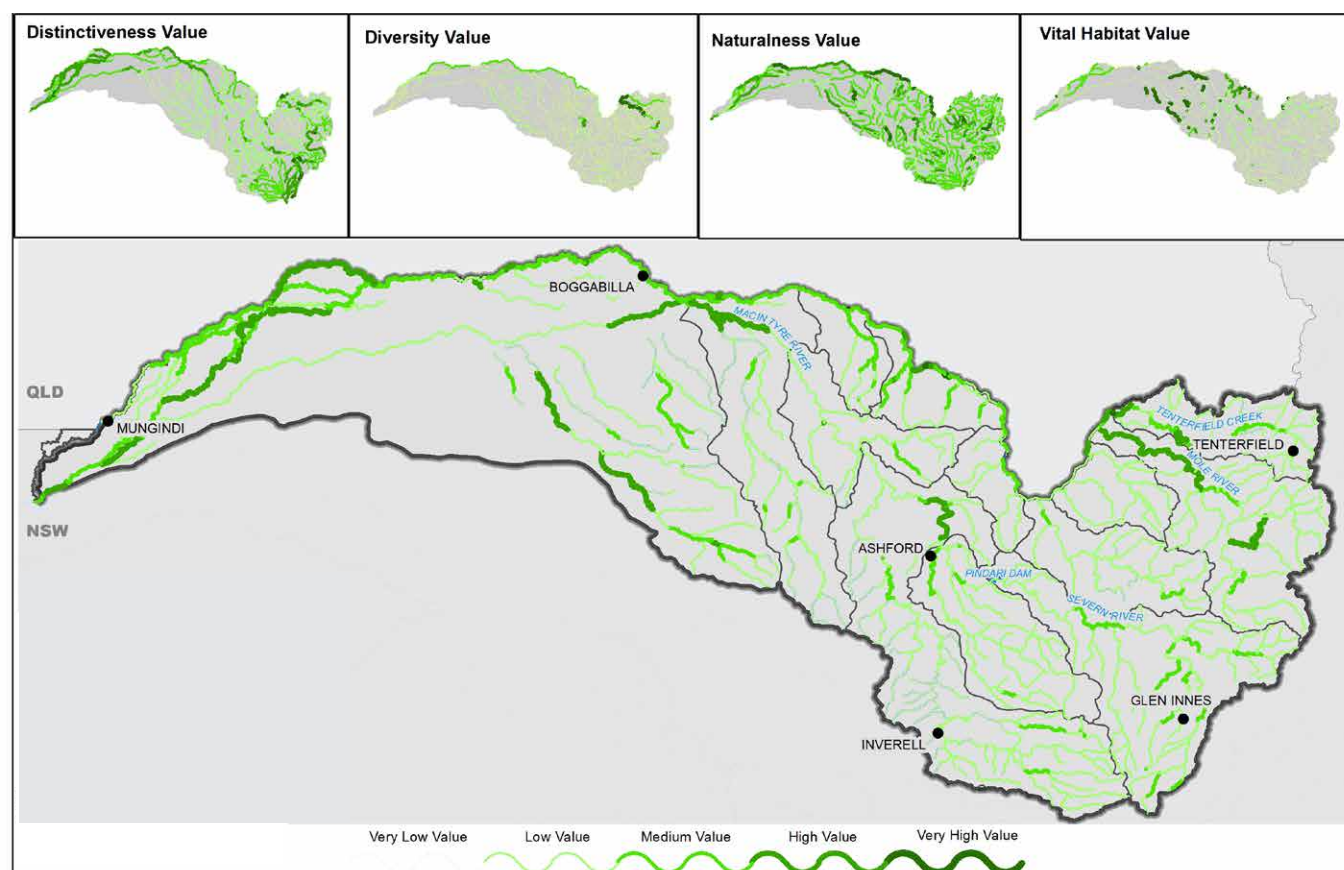 Distinctiveness Value
Diversity Value
Naturalness Value
Vital Habitat Value
BOGGABILLA
MACINTYRE RIVER
QLD
MUNGINDI
TENTERFIELD CREEK
TENTERFIELD
MOLE RIVER
NSW
ASHFORD
PINDARI DAM
SEVERN RIVER
GLEN INNES
INVERELL
Very Low Value
Low Value
Medium Value
High Value
Very High Value